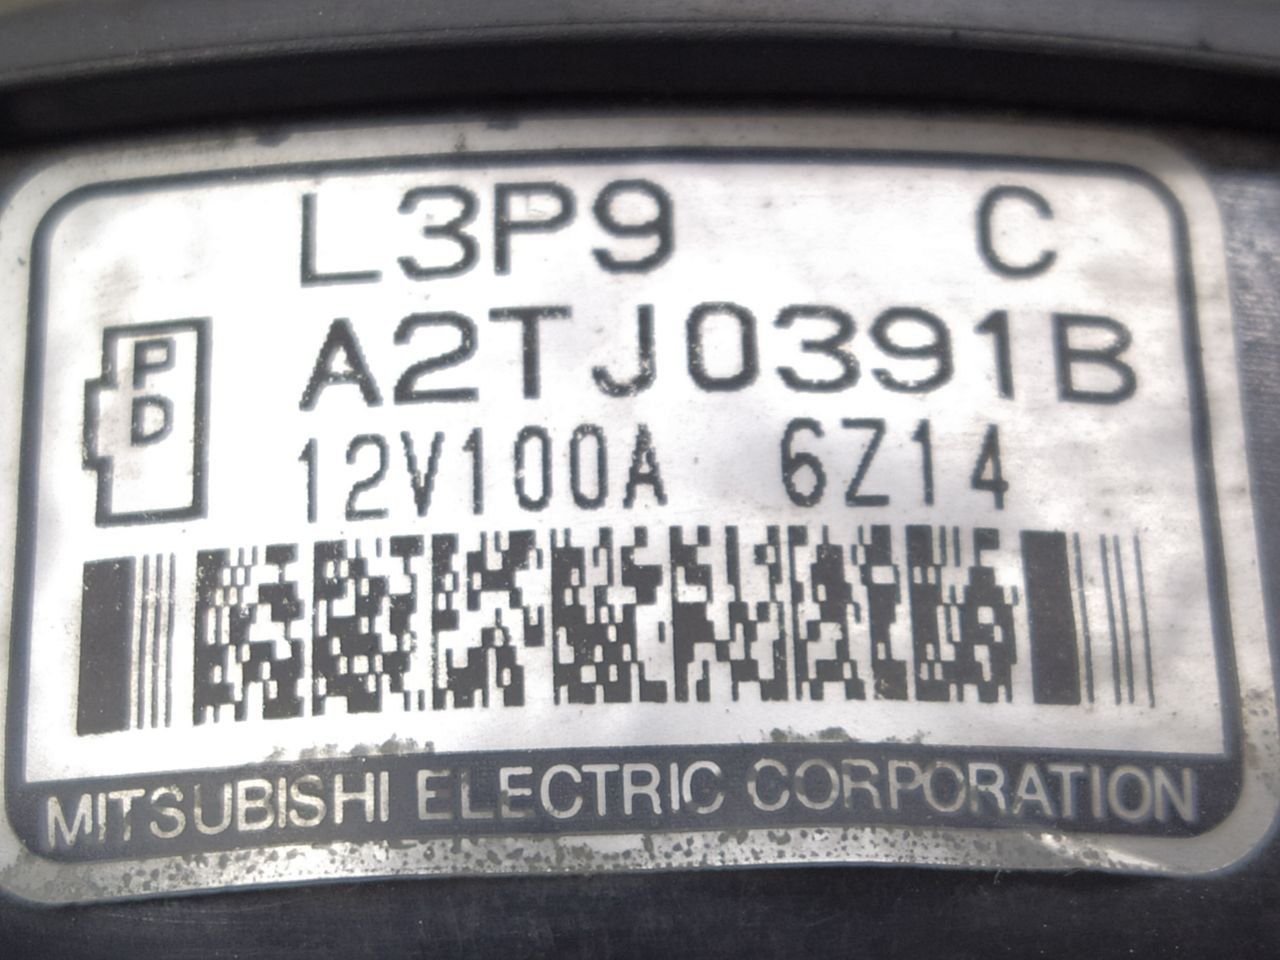 L3P9 C
P
D
A2TJ0391B
12V100A 6Z14
MITSUBISHI ELECTRIC CORPORATION